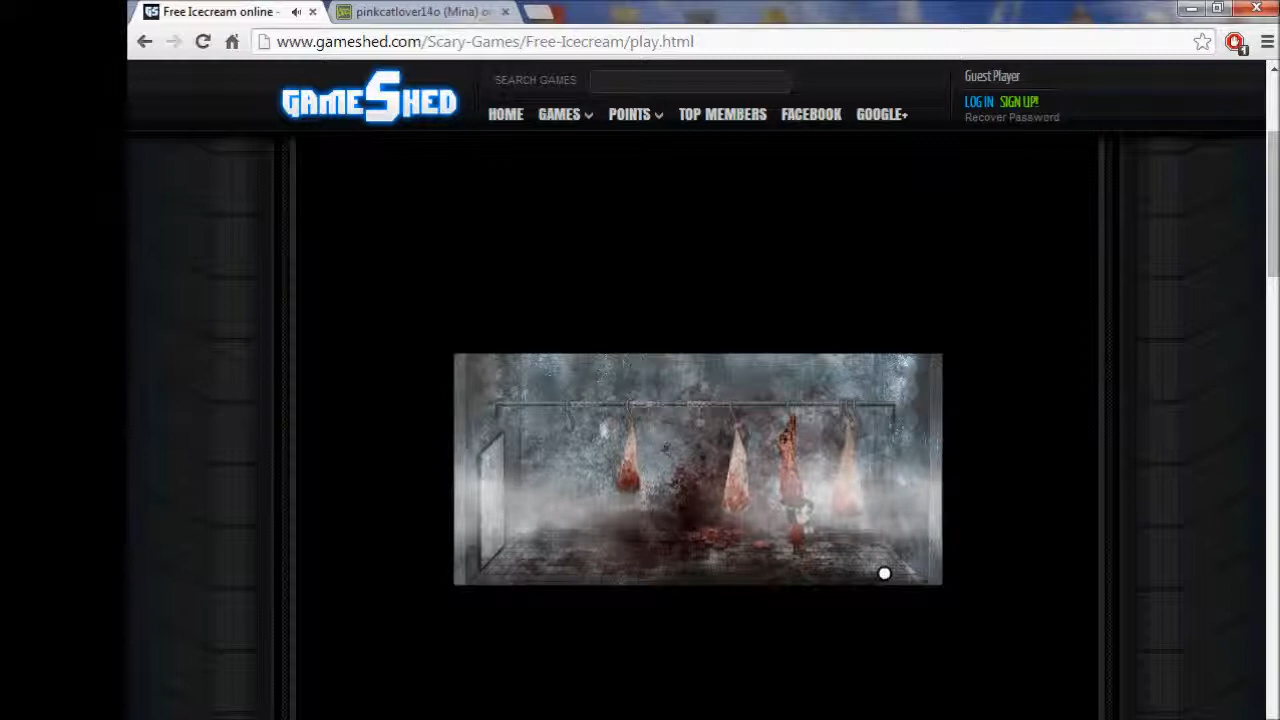 Free Icecream online -
pinkcatlover14o (Mina) o
www.gameshed.com/Scary-Games/Free-Icecream/play.html
1
GAMESHED
SEARCH GAMES
Guest Player
LOG IN SIGN UP!
Recover Password
HOME GAMES POINTS TOP MEMBERS FACEBOOK GOOGLE+